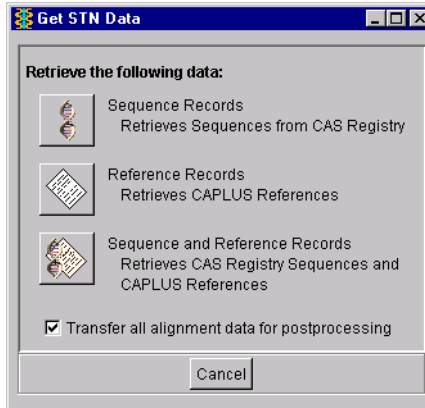 Get STN Data
Retrieve the following data:
Sequence Records
Retrieves Sequences from CAS Registry
Reference Records
Retrieves CAPLUS References
Sequence and Reference Records
Retrieves CAS Registry Sequences and
CAPLUS References
Transfer all alignment data for postprocessing
Cancel